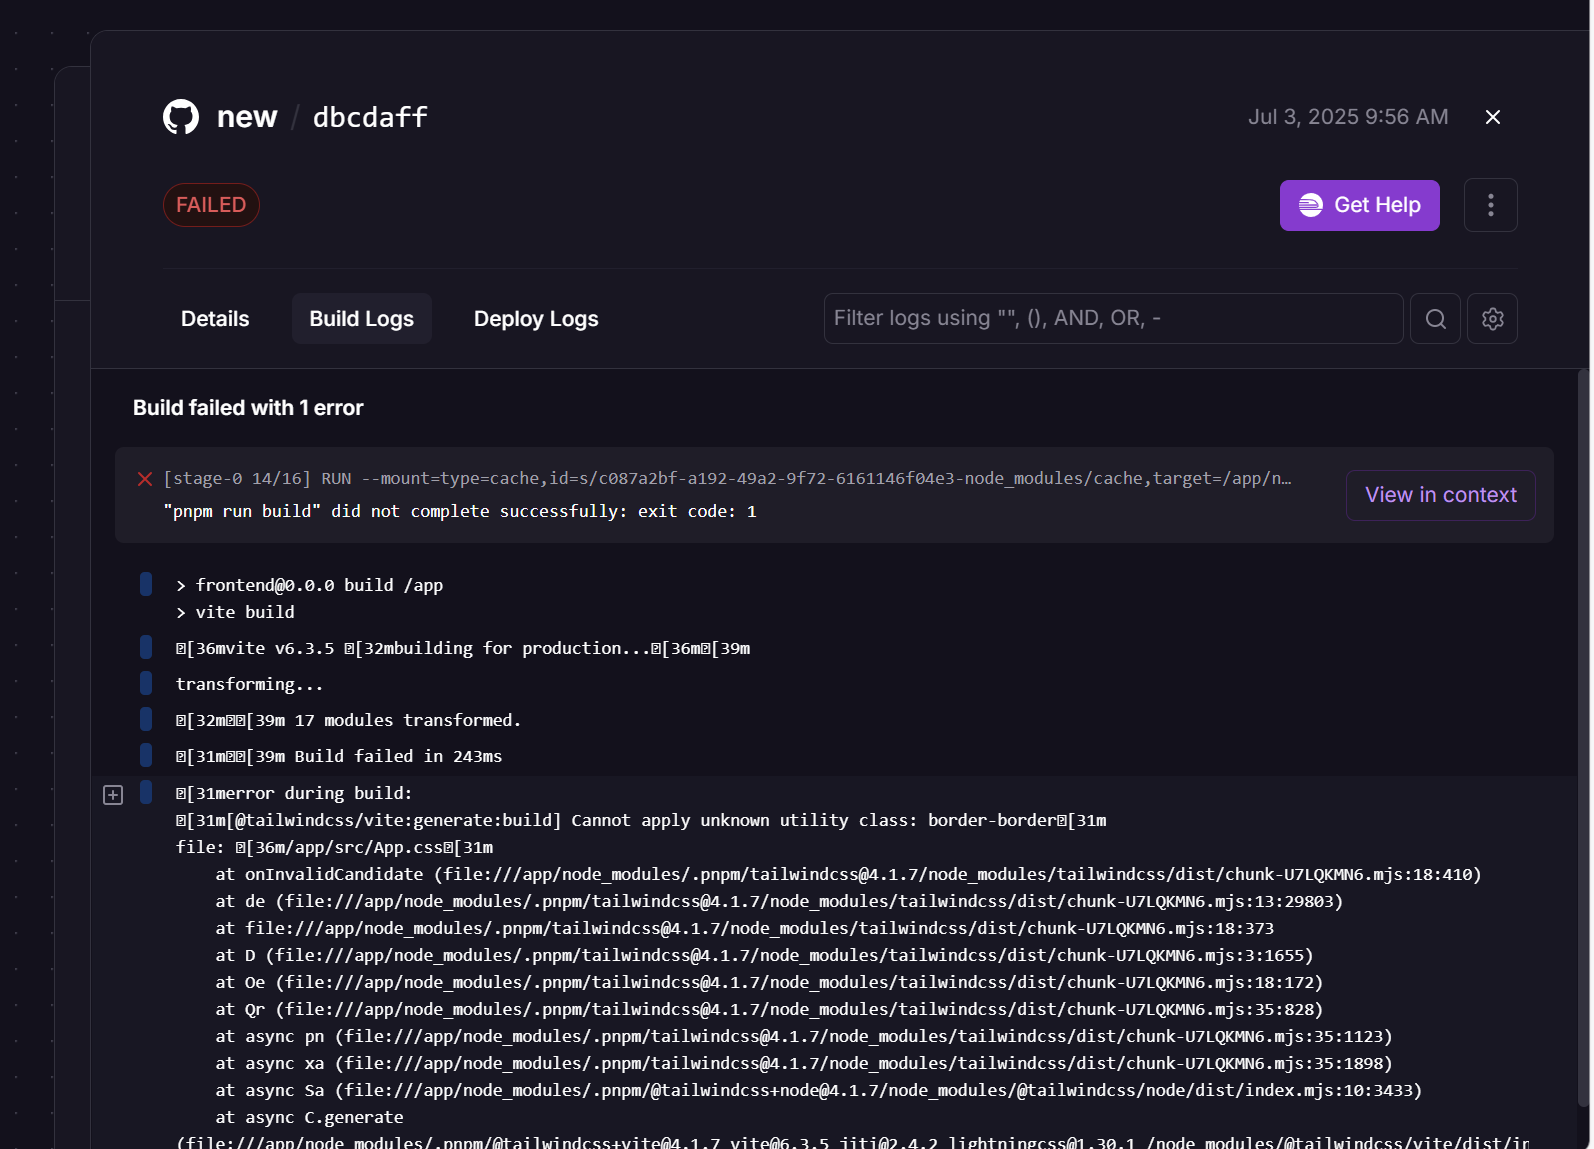 new / dbcdaff
Jul 3, 2025 9:56 AM
FAILED
Get Help
Details
Build Logs
Deploy Logs
Filter logs using "", (), AND, OR, -
Build failed with 1 error
[stage-0 14/16] RUN --mount=type=cache,id=s/c087a2bf-a192-49a2-9f72-6161146f04e3-node_modules/cache,target=/app/n…
"pnpm run build" did not complete successfully: exit code: 1
View in context
> frontend@0.0.0 build /app
> vite build
[36mvite v6.3.5 [32mbuilding for production...[36m[39m
transforming...
[32m[39m 17 modules transformed.
[31m[39m Build failed in 243ms
[31merror during build:
[31m[@tailwindcss/vite:generate:build] Cannot apply unknown utility class: border-border[31m
file: [36m/app/src/App.css[31m
at onInvalidCandidate (file:///app/node_modules/.pnpm/tailwindcss@4.1.7/node_modules/tailwindcss/dist/chunk-U7LQKMN6.mjs:18:410)
at de (file:///app/node_modules/.pnpm/tailwindcss@4.1.7/node_modules/tailwindcss/dist/chunk-U7LQKMN6.mjs:13:29803)
at file:///app/node_modules/.pnpm/tailwindcss@4.1.7/node_modules/tailwindcss/dist/chunk-U7LQKMN6.mjs:18:373
at D (file:///app/node_modules/.pnpm/tailwindcss@4.1.7/node_modules/tailwindcss/dist/chunk-U7LQKMN6.mjs:3:1655)
at Oe (file:///app/node_modules/.pnpm/tailwindcss@4.1.7/node_modules/tailwindcss/dist/chunk-U7LQKMN6.mjs:18:172)
at Qr (file:///app/node_modules/.pnpm/tailwindcss@4.1.7/node_modules/tailwindcss/dist/chunk-U7LQKMN6.mjs:35:828)
at async pn (file:///app/node_modules/.pnpm/tailwindcss@4.1.7/node_modules/tailwindcss/dist/chunk-U7LQKMN6.mjs:35:1123)
at async xa (file:///app/node_modules/.pnpm/tailwindcss@4.1.7/node_modules/tailwindcss/dist/chunk-U7LQKMN6.mjs:35:1898)
at async Sa (file:///app/node_modules/.pnpm/@tailwindcss+node@4.1.7/node_modules/@tailwindcss/node/dist/index.mjs:10:3433)
at async C.generate
(file:///app/node_modules/.pnpm/@tailwindcss+vite@4.1.7_vite@6.3.5_jiti@2.4.2_lightningcss@1.30.1_/node_modules/@tailwindcss/vite/dist/in